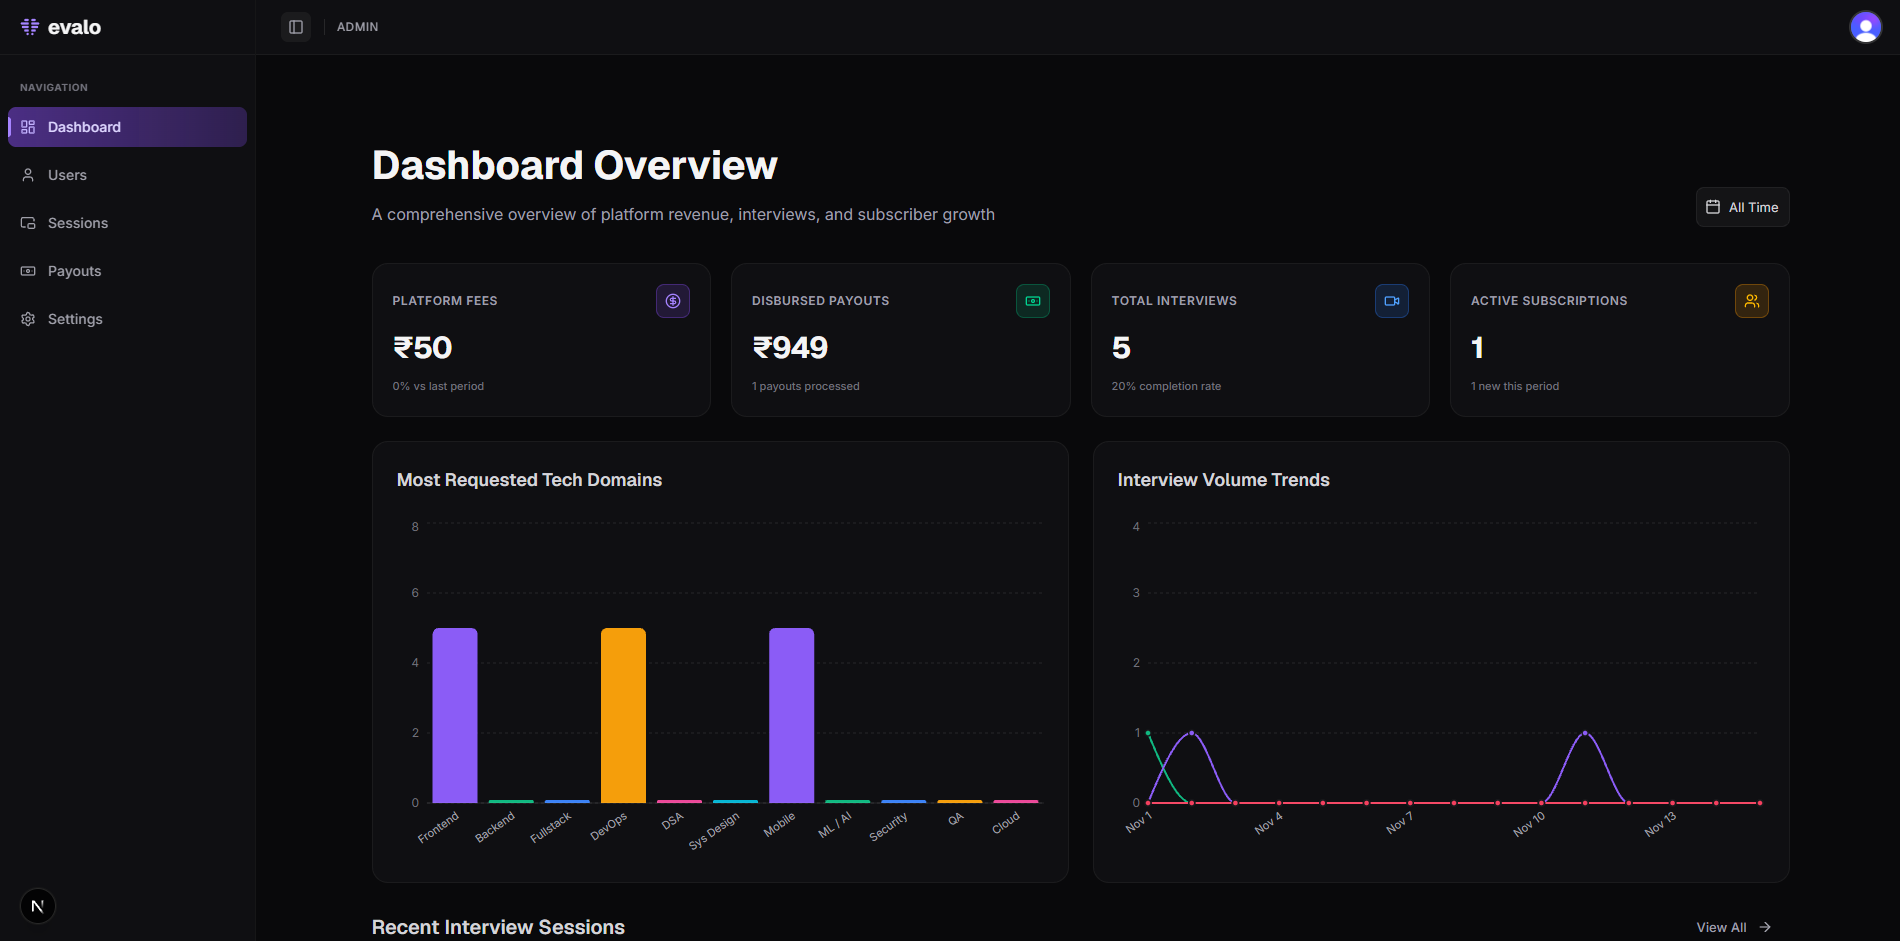 evalo
ADMIN
NAVIGATION
Dashboard
Users
Sessions
Payouts
Settings
Dashboard Overview
A comprehensive overview of platform revenue, interviews, and subscriber growth
All Time
PLATFORM FEES
₹50
0% vs last period
DISBURSED PAYOUTS
₹949
1 payouts processed
TOTAL INTERVIEWS
5
20% completion rate
ACTIVE SUBSCRIPTIONS
1
1 new this period
Most Requested Tech Domains
8
6
4
2
0
Frontend
Backend
Fullstack
DevOps
DSA
Sys Design
Mobile
ML / AI
Security
QA
Cloud
Interview Volume Trends
4
3
2
1
0
Nov 1
Nov 4
Nov 7
Nov 10
Nov 13
Recent Interview Sessions
View All
N